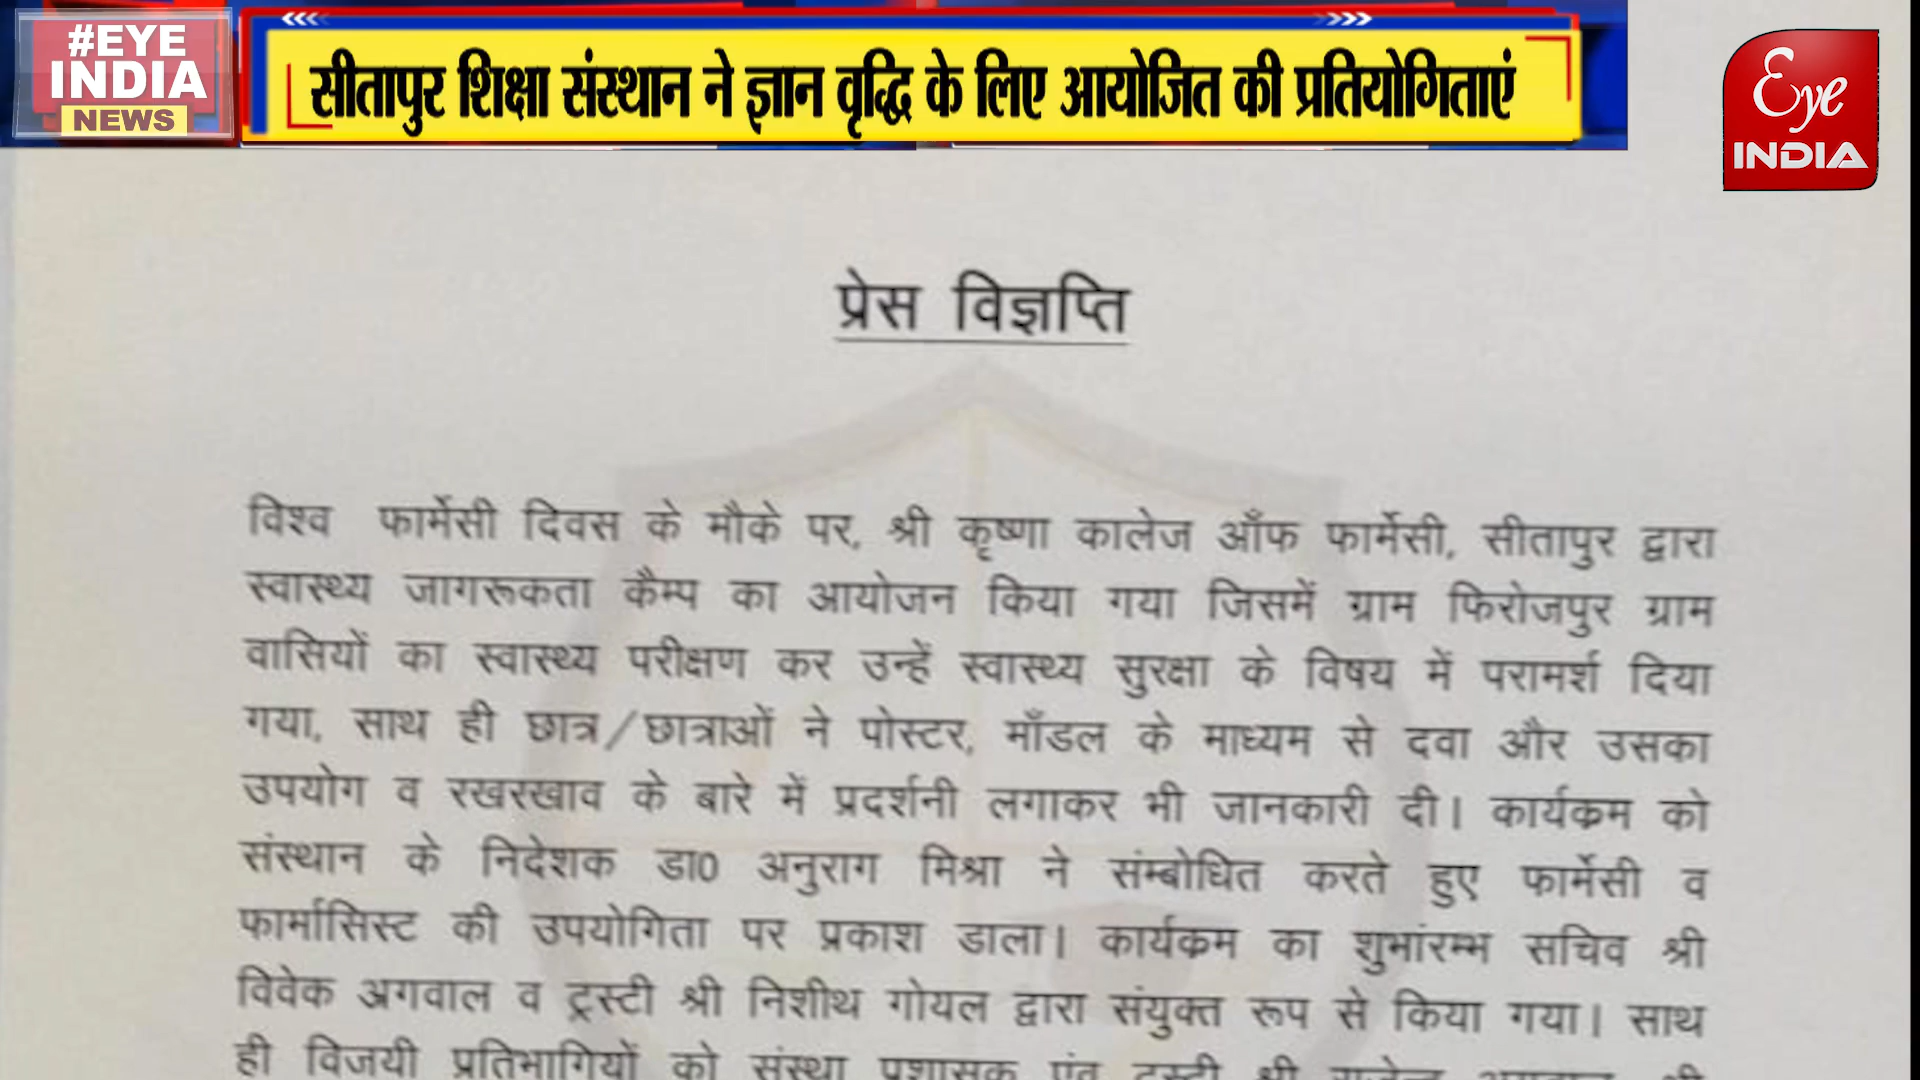 #EYE
INDIA
NEWS
सीतापुर शिक्षा संस्थान ने ज्ञान वृद्धि के लिए आयोजित की प्रतियोगिताएं
Eye
INDIA
प्रेस विज्ञप्ति
विश्व फार्मेसी दिवस के मौके पर, श्री कृष्णा कालेज ऑंफ फार्मेसी, सीतापुर द्वारा
स्वास्थ्य जागरूकता कैम्प का आयोजन किया गया जिसमें ग्राम फिरोजपुर ग्राम
वासियों का स्वास्थ्य परीक्षण कर उन्हें स्वास्थ्य सुरक्षा के विषय में परामर्श दिया
गया, साथ ही छात्र/छात्राओं ने पोस्टर, मॉंडल के माध्यम से दवा और उसका
उपयोग व रखरखाव के बारे में प्रदर्शनी लगाकर भी जानकारी दी। कार्यक्रम को
संस्थान के निदेशक डा0 अनुराग मिश्रा ने संम्बोधित करते हुए फार्मेसी व
फार्मासिस्ट की उपयोगिता पर प्रकाश डाला। कार्यक्रम का शुभांरम्भ सचिव श्री
विवेक अगवाल व ट्रस्टी श्री निशीथ गोयल द्वारा संयुक्त रूप से किया गया। साथ
ही विजयी प्रतिभागियों को संस्था प्रशासक एंव ट्रस्टी श्री